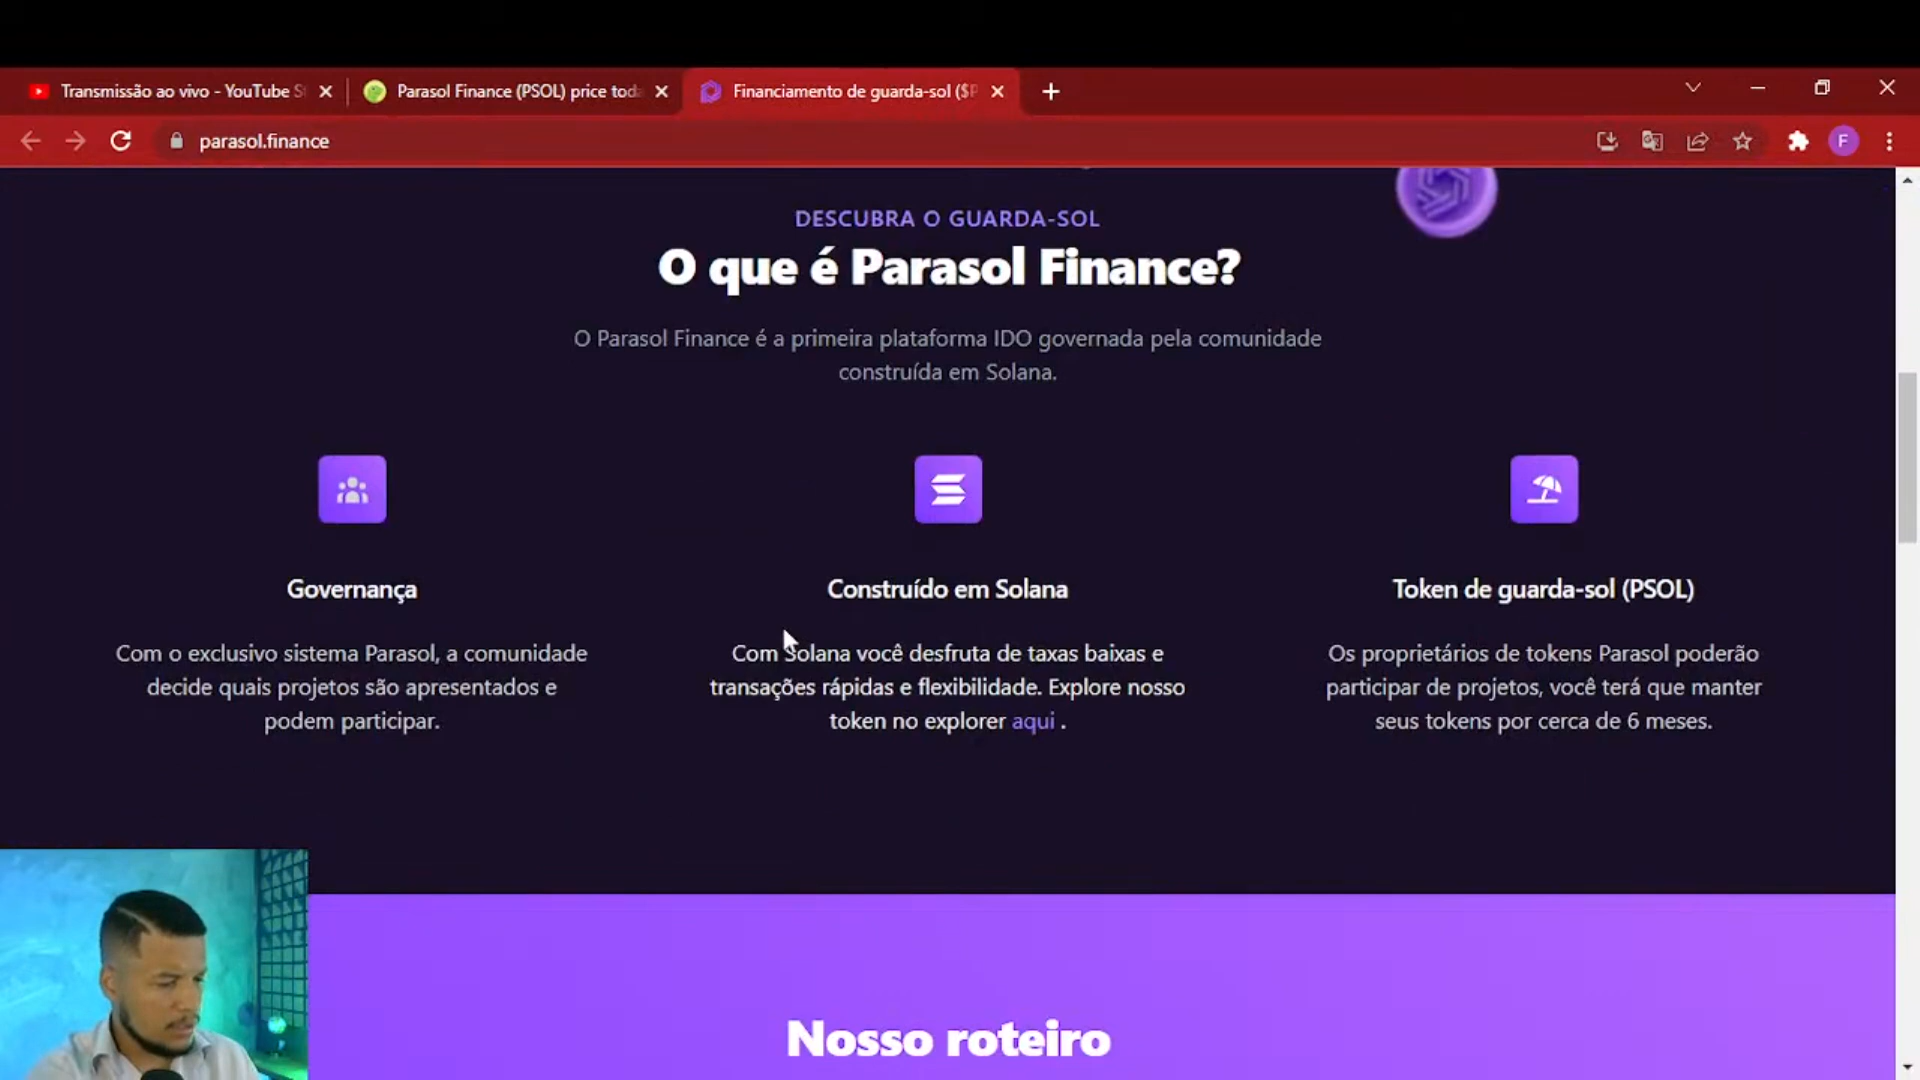 Transmissão ao vivo - YouTube S
Parasol Finance (PSOL) price tod
Financiamento de guarda-sol ($P
parasol.finance
F
DESCUBRA O GUARDA-SOL
O que é Parasol Finance?
O Parasol Finance é a primeira plataforma IDO governada pela comunidade
construída em Solana.
Governança
Com o exclusivo sistema Parasol, a comunidade
decide quais projetos são apresentados e
podem participar.
Construído em Solana
Com Solana você desfruta de taxas baixas e
transações rápidas e flexibilidade. Explore nosso
token no explorer aqui .
Token de guarda-sol (PSOL)
Os proprietários de tokens Parasol poderão
participar de projetos, você terá que manter
seus tokens por cerca de 6 meses.
Nosso roteiro